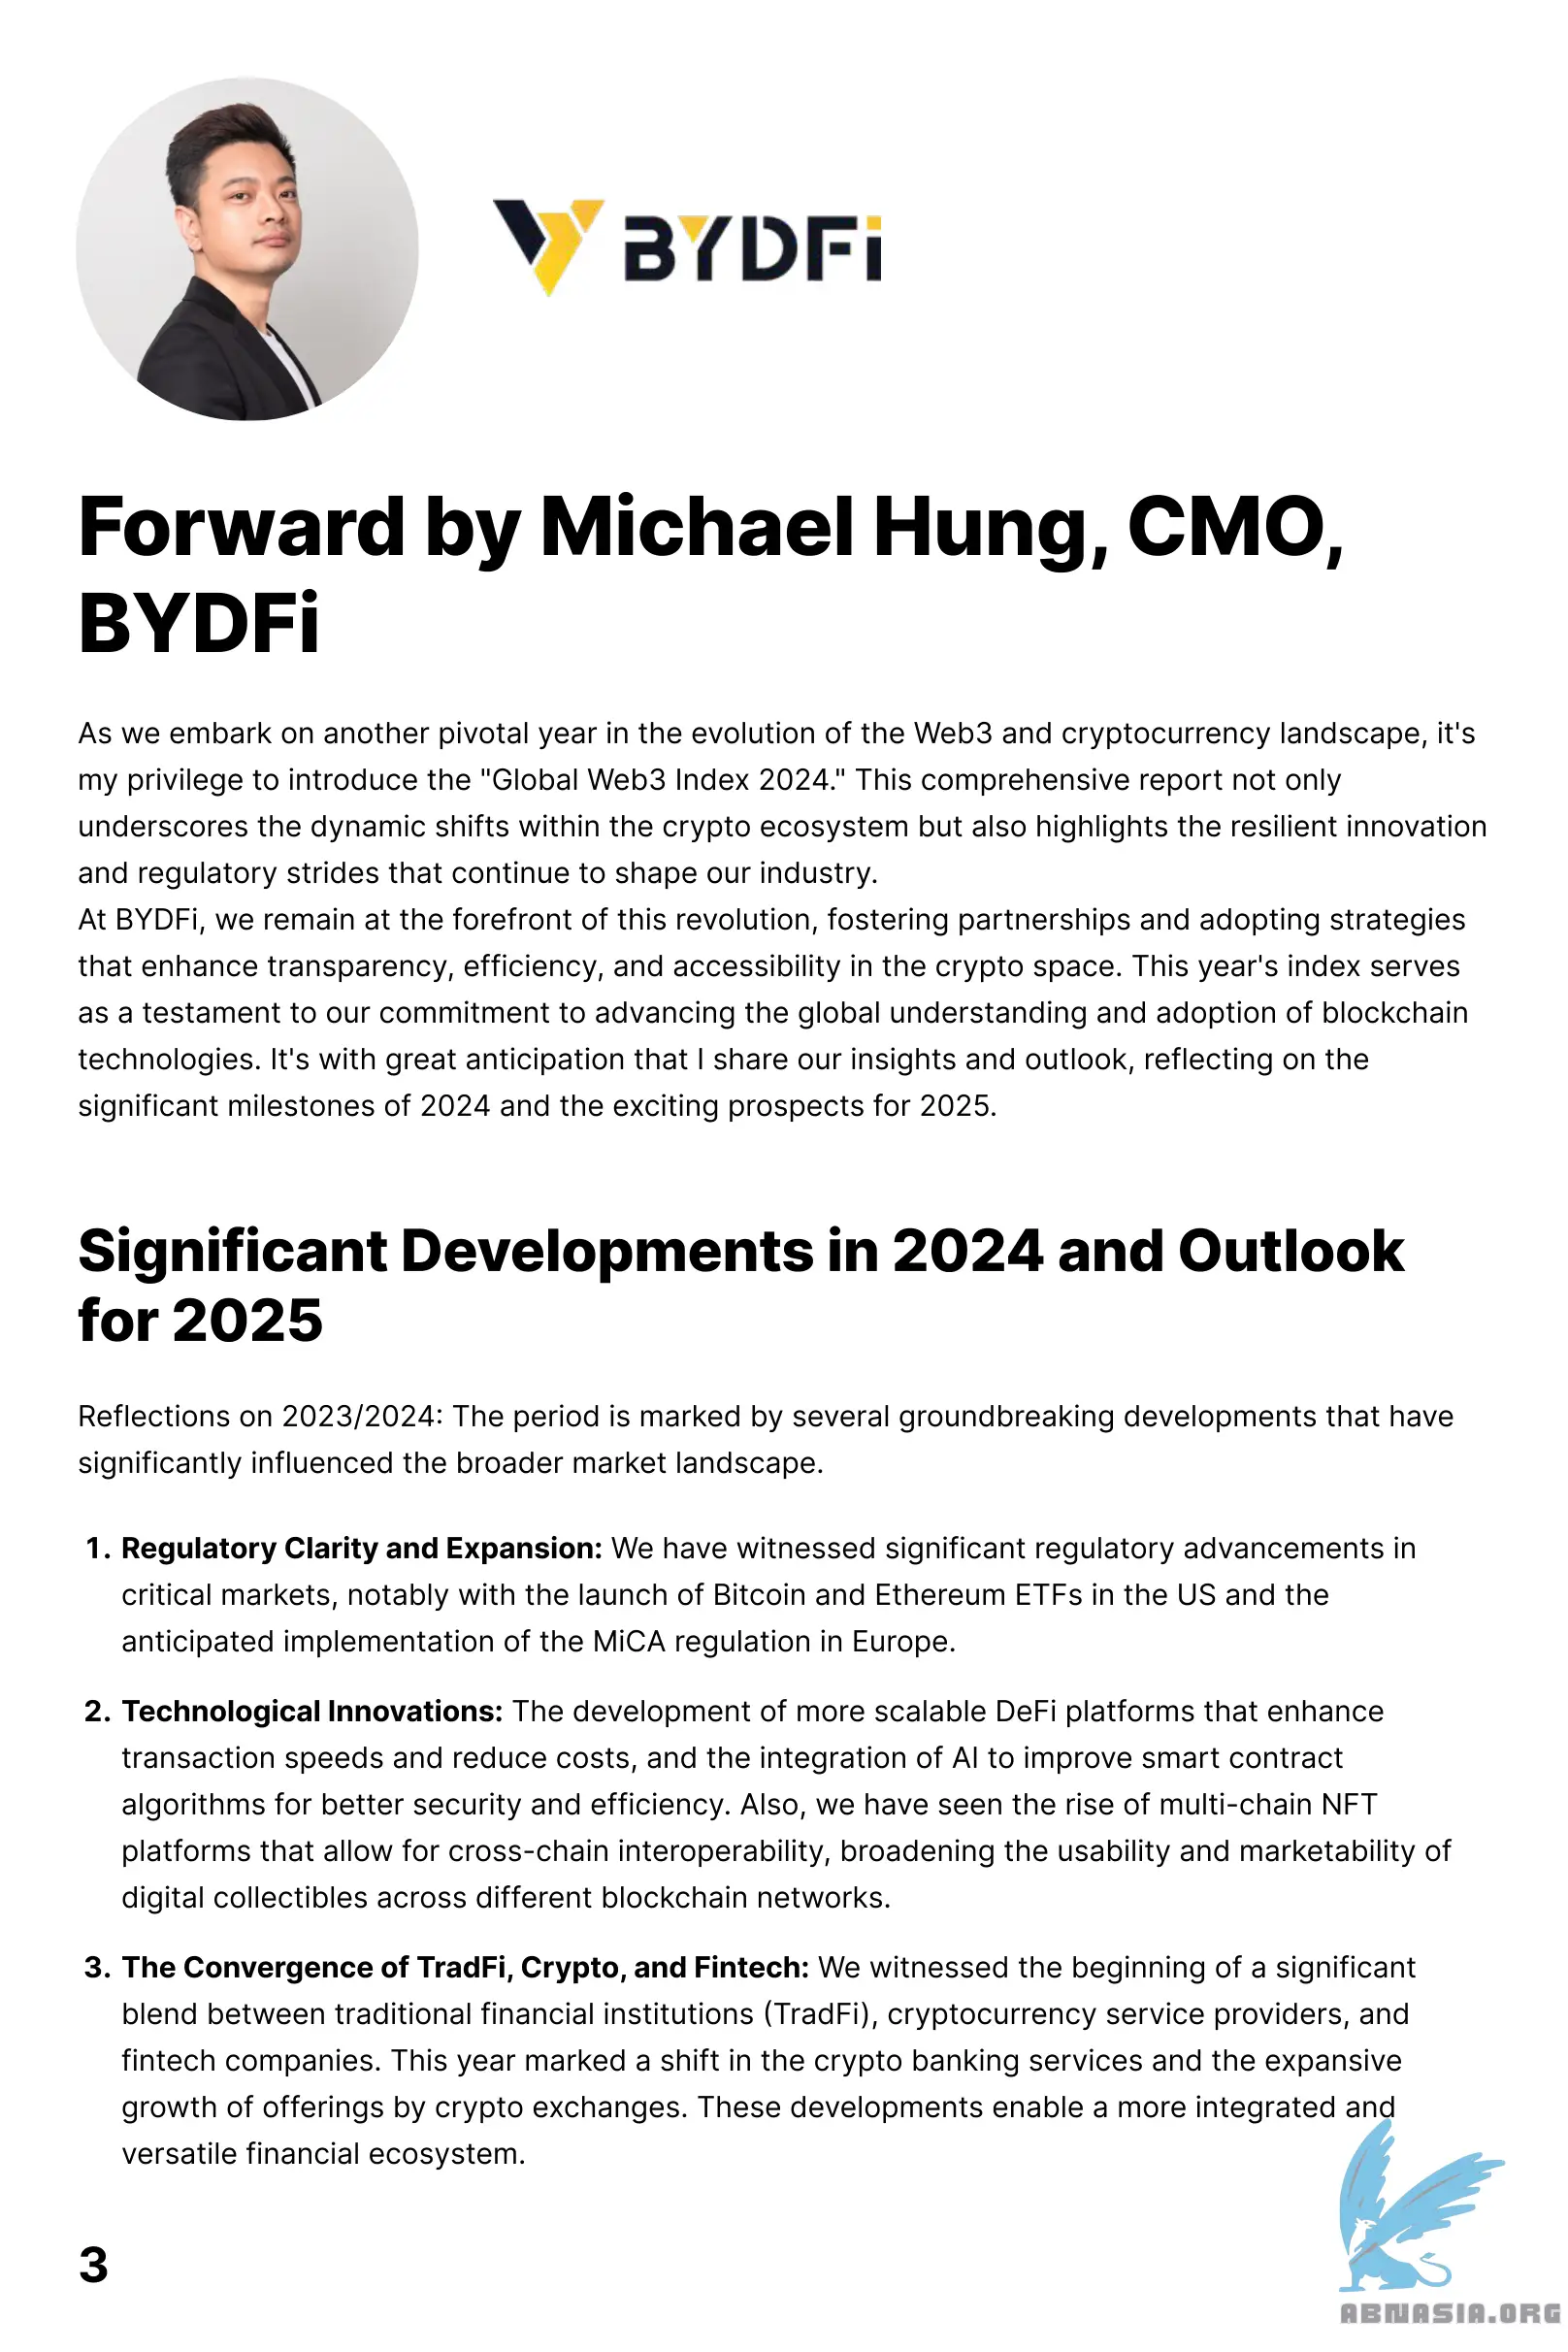 BYDFi
Forward by Michael Hung, CMO,
BYDFi
As we embark on another pivotal year in the evolution of the Web3 and cryptocurrency landscape, it's
my privilege to introduce the "Global Web3 Index 2024." This comprehensive report not only
underscores the dynamic shifts within the crypto ecosystem but also highlights the resilient innovation
and regulatory strides that continue to shape our industry.
At BYDFi, we remain at the forefront of this revolution, fostering partnerships and adopting strategies
that enhance transparency, efficiency, and accessibility in the crypto space. This year's index serves
as a testament to our commitment to advancing the global understanding and adoption of blockchain
technologies. It's with great anticipation that I share our insights and outlook, reflecting on the
significant milestones of 2024 and the exciting prospects for 2025.
Significant Developments in 2024 and Outlook
for 2025
Reflections on 2023/2024: The period is marked by several groundbreaking developments that have
significantly influenced the broader market landscape.
1. Regulatory Clarity and Expansion: We have witnessed significant regulatory advancements in
critical markets, notably with the launch of Bitcoin and Ethereum ETFs in the US and the
anticipated implementation of the MiCA regulation in Europe.
2. Technological Innovations: The development of more scalable DeFi platforms that enhance
transaction speeds and reduce costs, and the integration of AI to improve smart contract
algorithms for better security and efficiency. Also, we have seen the rise of multi-chain NFT
platforms that allow for cross-chain interoperability, broadening the usability and marketability of
digital collectibles across different blockchain networks.
3. The Convergence of TradFi, Crypto, and Fintech: We witnessed the beginning of a significant
blend between traditional financial institutions (TradFi), cryptocurrency service providers, and
fintech companies. This year marked a shift in the crypto banking services and the expansive
growth of offerings by crypto exchanges. These developments enable a more integrated and
versatile financial ecosystem.
3
ABNASIA.ORG